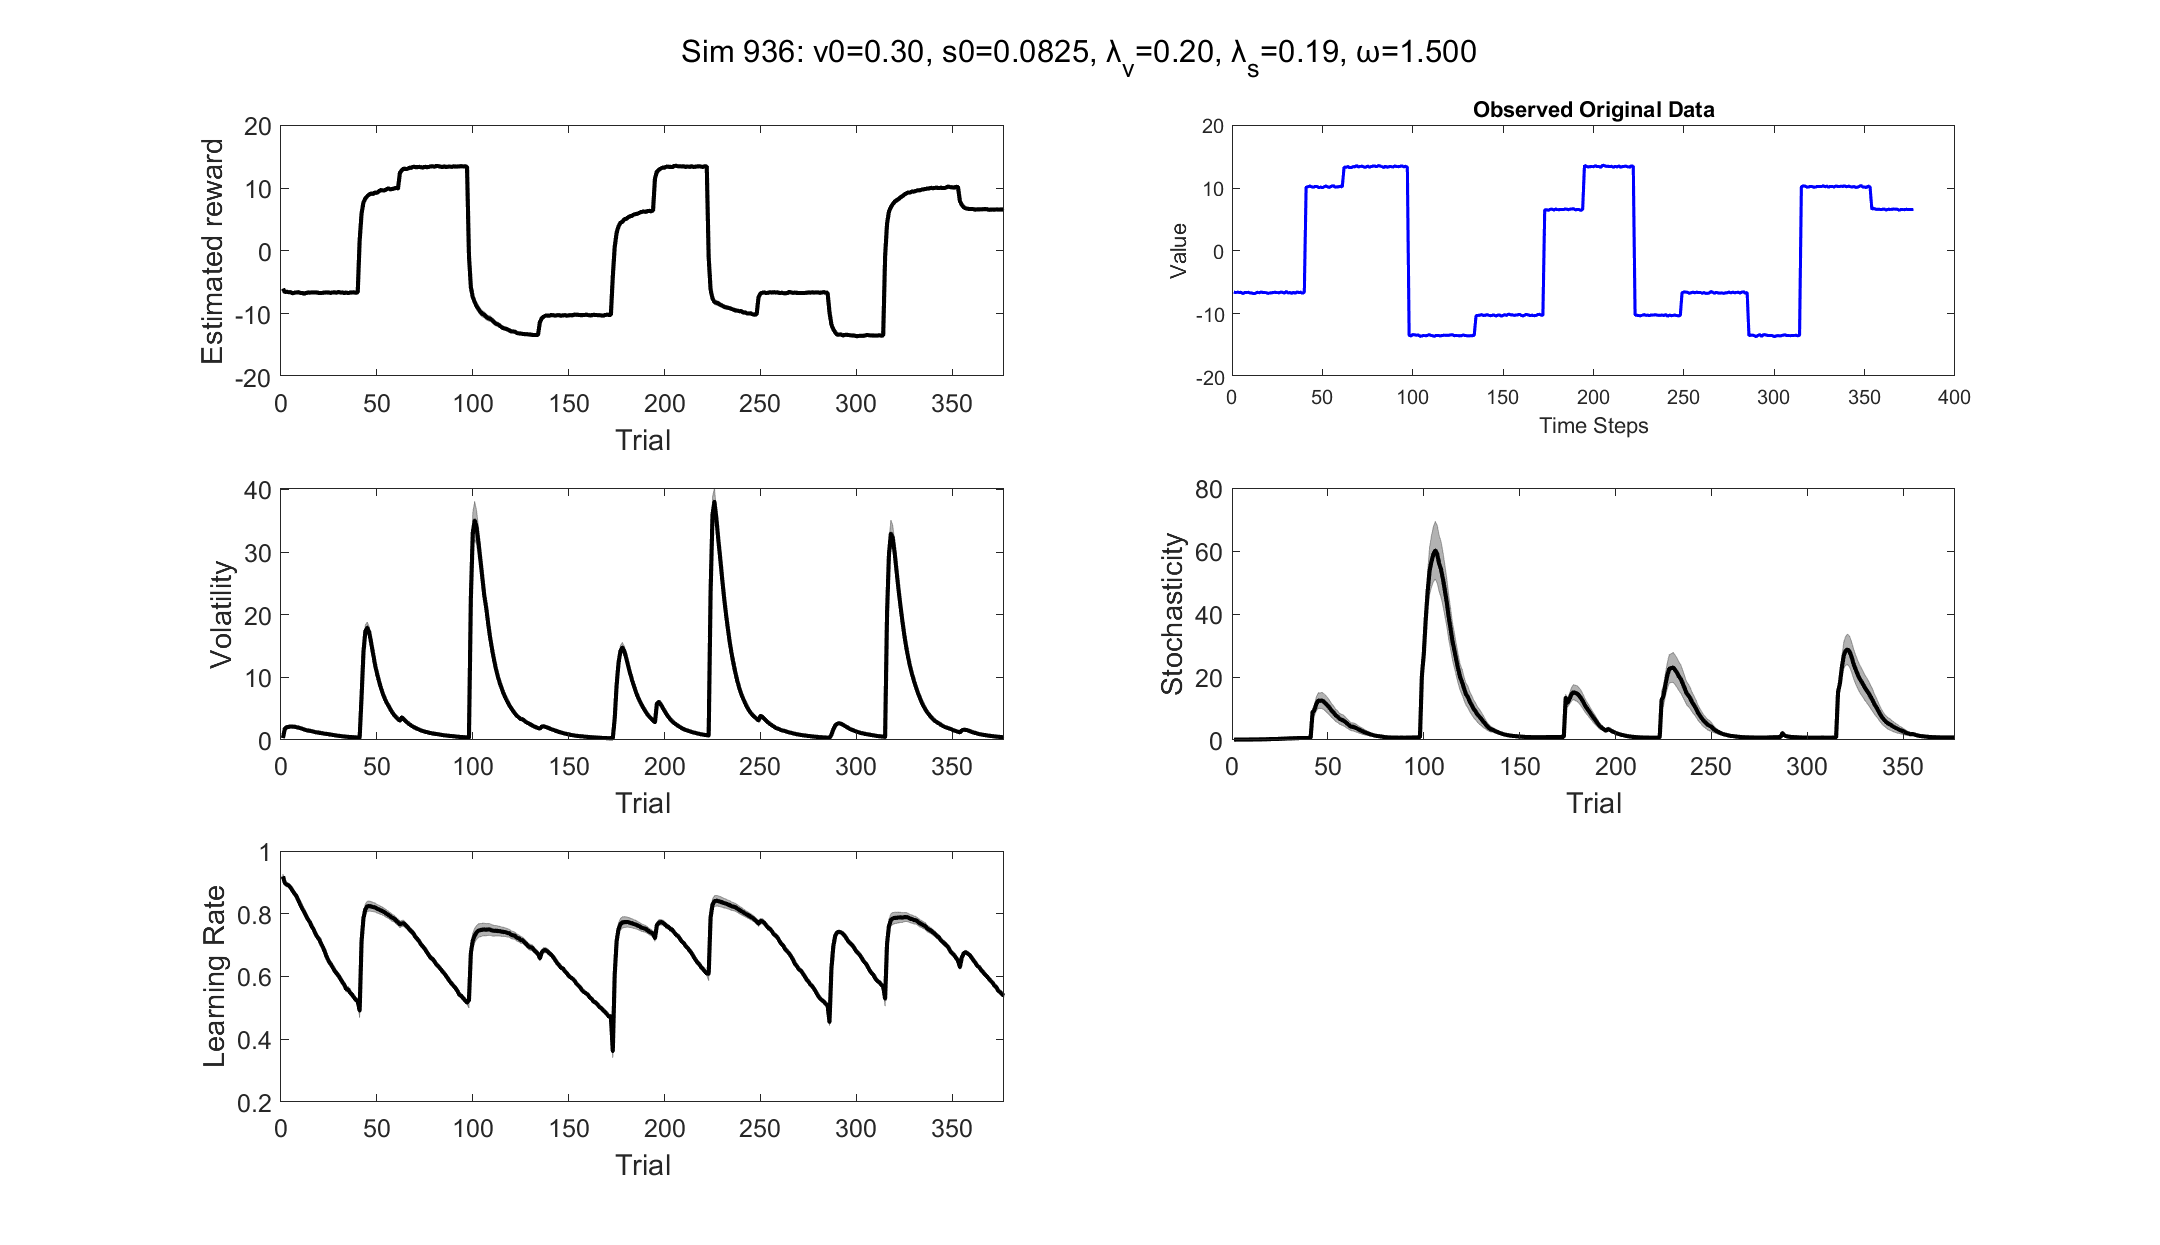 Sim 936: v0=0.30, s0=0.0825, λv=0.20, λs=0.19, ω=1.500
Estimated reward
20
10
0
-10
-20
0 50 100 150 200 250 300 350
Trial
Observed Original Data
Value
20
10
0
-10
-20
0 50 100 150 200 250 300 350 400
Time Steps
Volatility
40
30
20
10
0
0 50 100 150 200 250 300 350
Trial
Stochasticity
80
60
40
20
0
0 50 100 150 200 250 300 350
Trial
Learning Rate
1
0.8
0.6
0.4
0.2
0 50 100 150 200 250 300 350
Trial